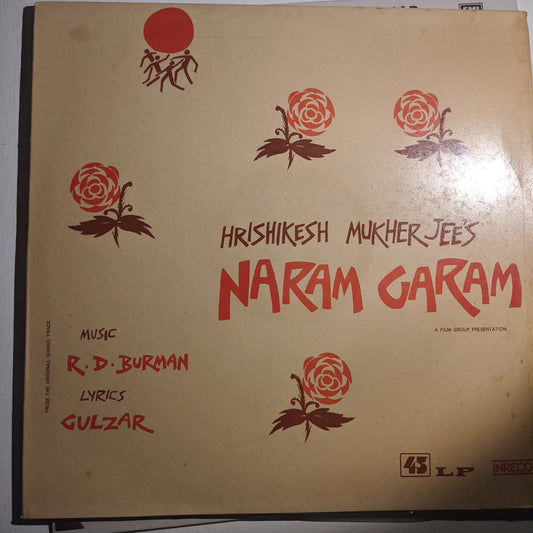 HRISHIKESH MUKHERJEE'S
NARAM GARAM
A FILM GROUP PRESENTATION
MUSIC
R.D. BURMAN
LYRICS
GULZAR
FROM THE ORIGINAL SOUND TRACK
45 LP
INRECO
EMI